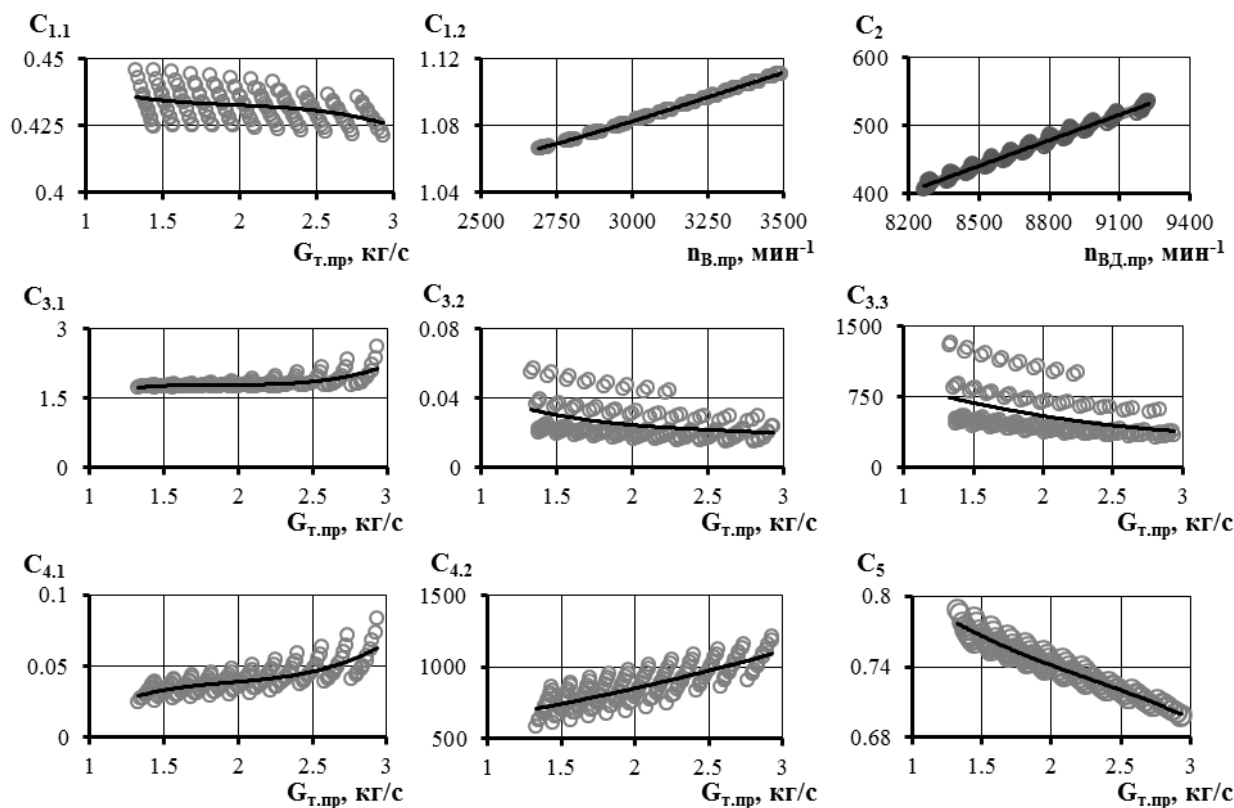 C1.1
0.45
0.425
0.4
1 1.5 2 2.5 3
Gт.пр, кг/с
C1.2
1.12
1.08
1.04
2500 2750 3000 3250 3500
nВ.пр, мин-1
C2
600
500
400
8200 8500 8800 9100 9400
nВД.пр, мин-1
C3.1
3
1.5
0
1 1.5 2 2.5 3
Gт.пр, кг/с
C3.2
0.08
0.04
0
1 1.5 2 2.5 3
Gт.пр, кг/с
C3.3
1500
750
0
1 1.5 2 2.5 3
Gт.пр, кг/с
C4.1
0.1
0.05
0
1 1.5 2 2.5 3
Gт.пр, кг/с
C4.2
1500
1000
500
1 1.5 2 2.5 3
Gт.пр, кг/с
C5
0.8
0.74
0.68
1 1.5 2 2.5 3
Gт.пр, кг/с